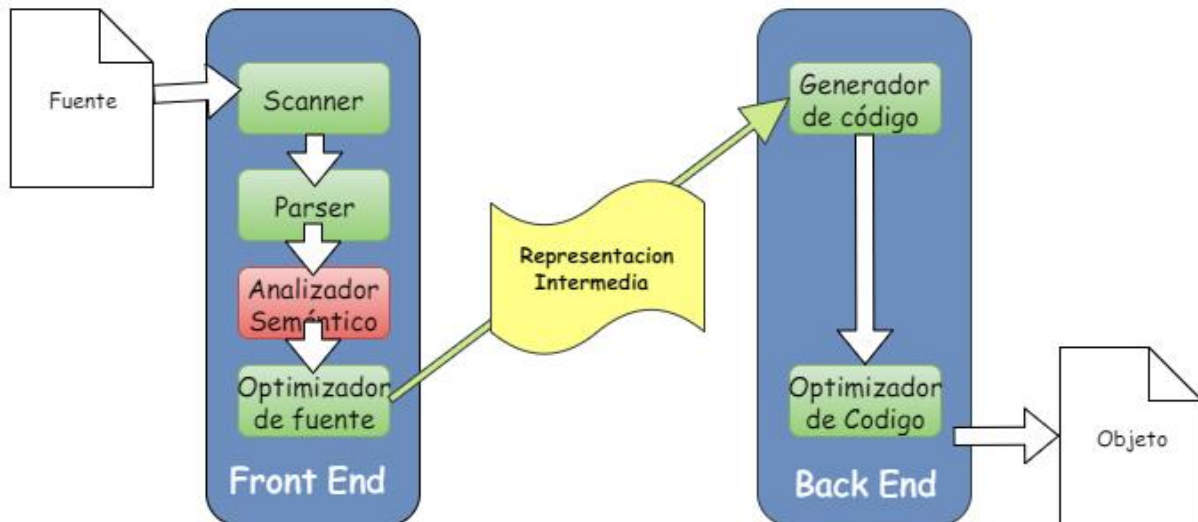 Fuente
Scanner
Parser
Analizador
Semántico
Optimizador
de fuente
Front End
Representacion
Intermedia
Generador
de código
Optimizador
de Codigo
Back End
Objeto